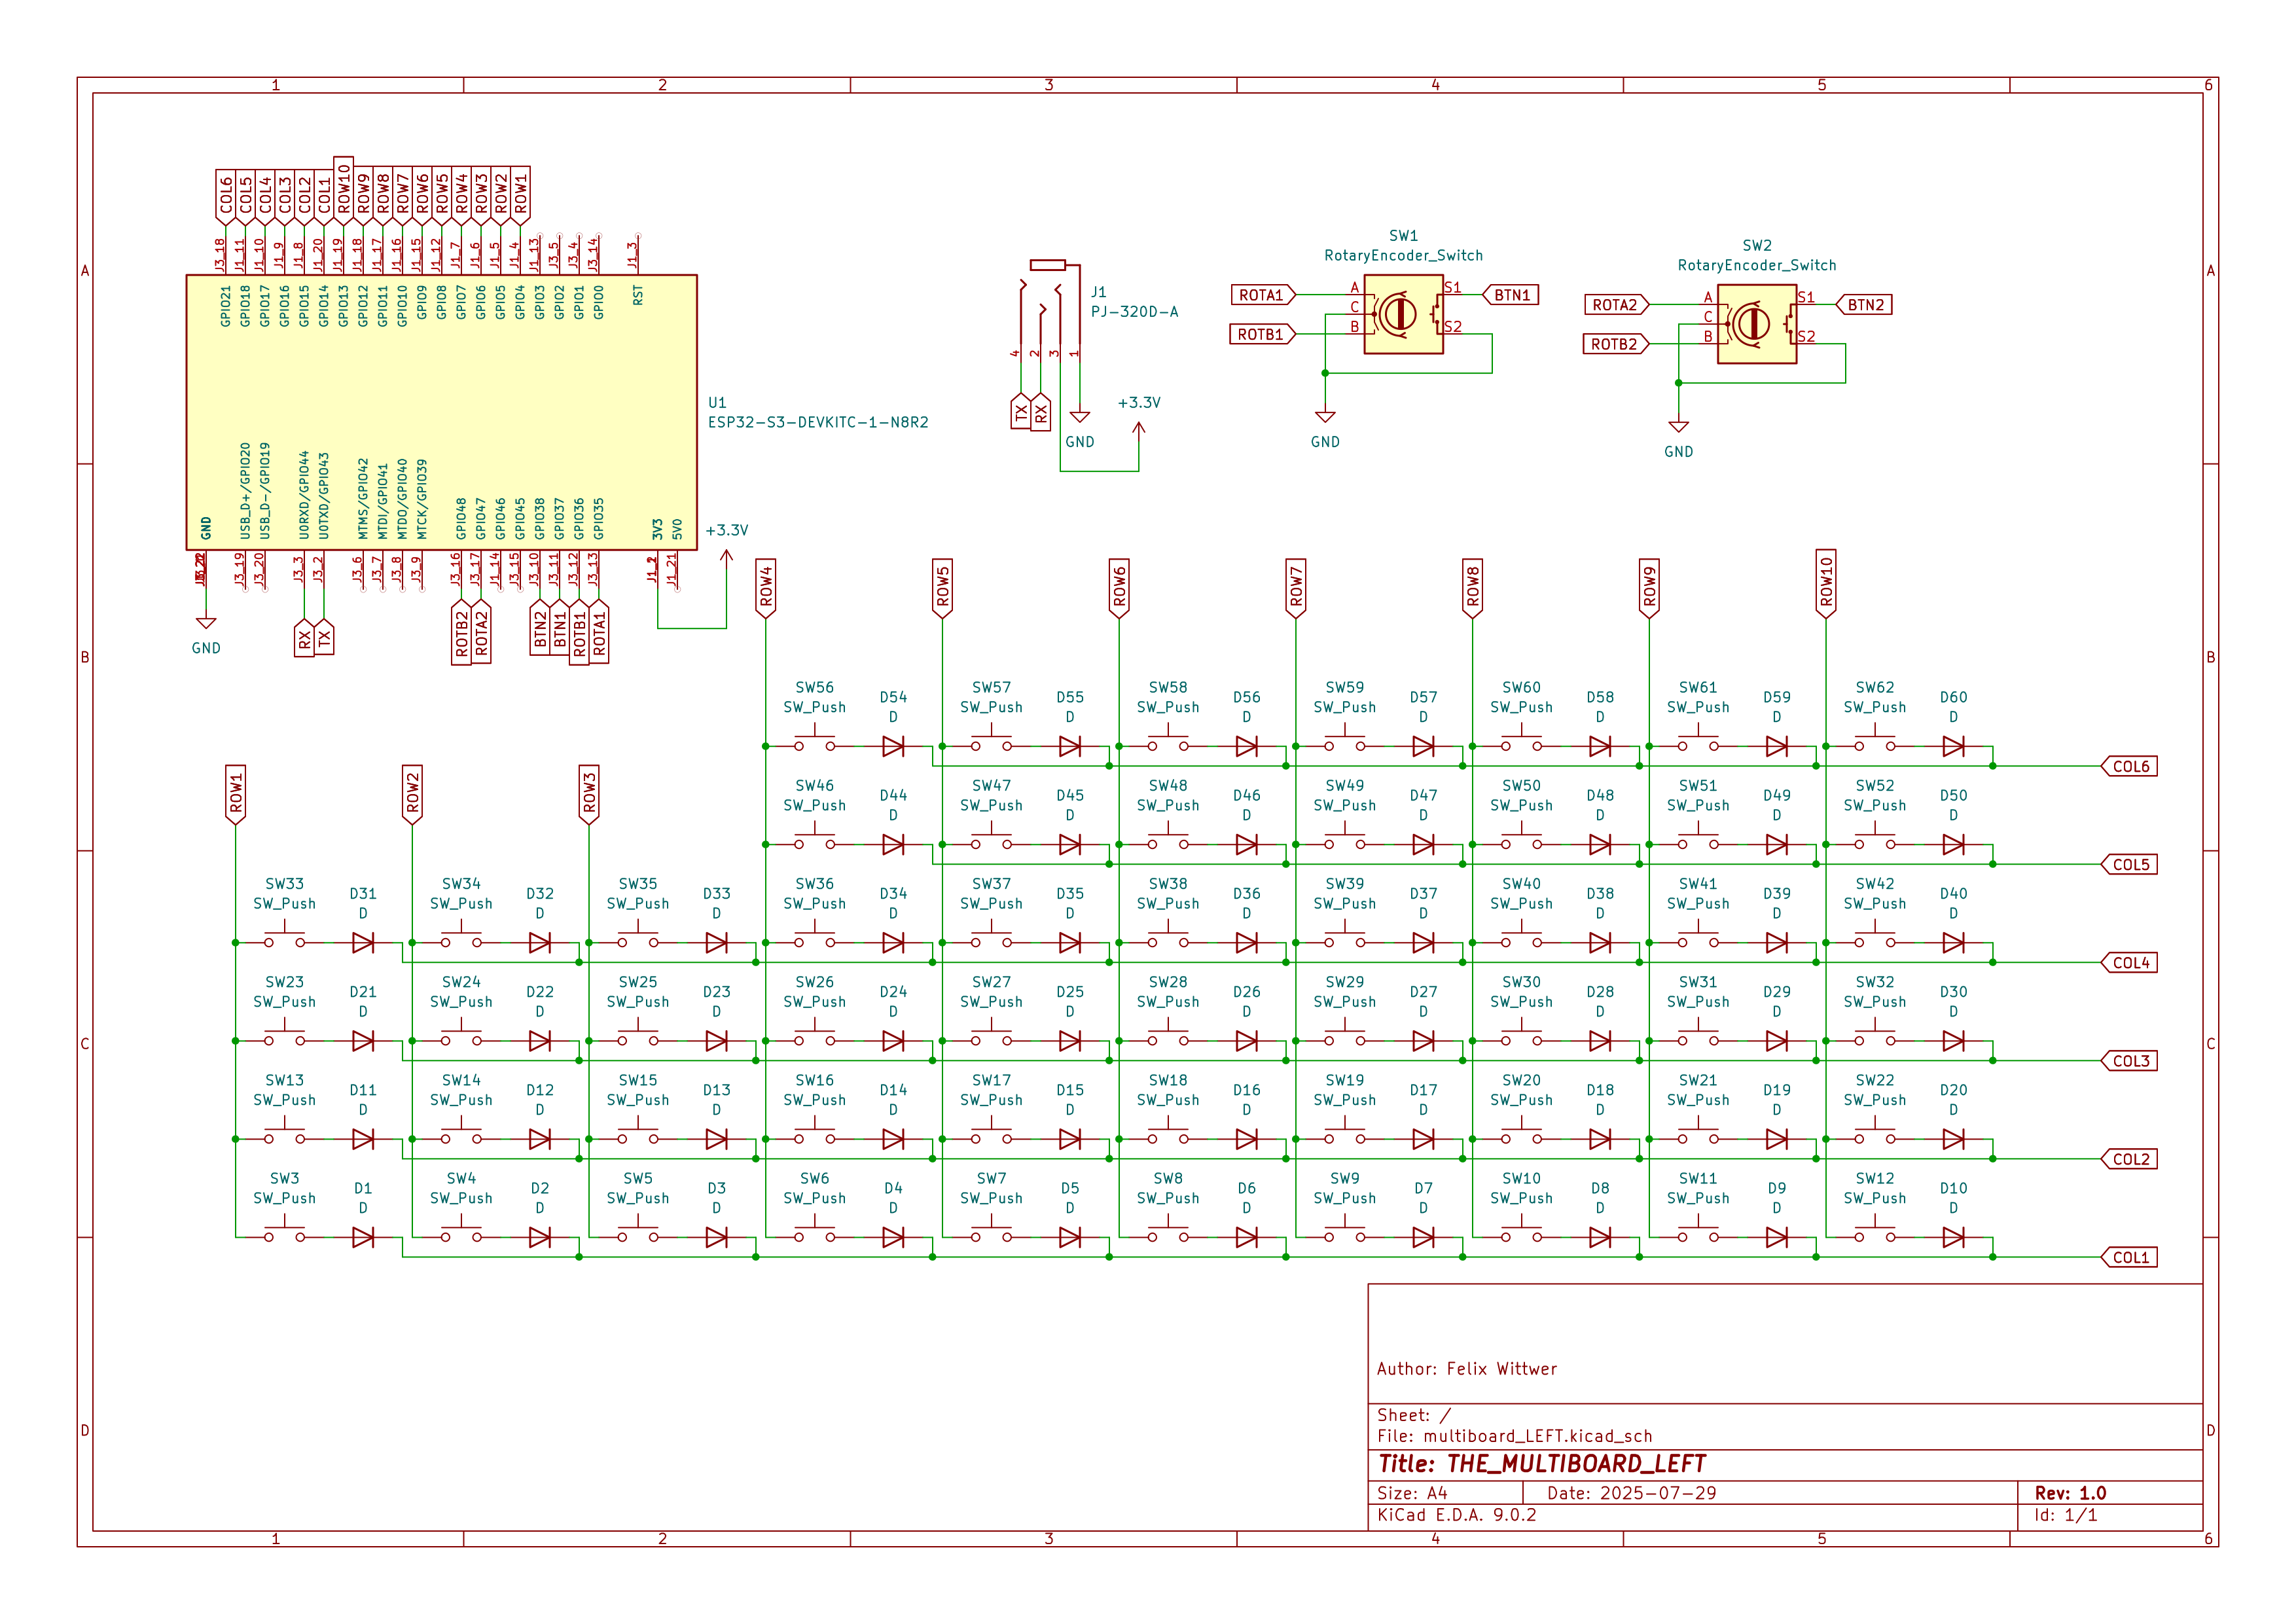 1 2 3 4 5 6
A
B
C
D
COL6 COL5 COL4 COL3 COL2 COL1 ROW10 ROW9 ROW8 ROW7 ROW6 ROW5 ROW4 ROW3 ROW2 ROW1
J3_18 J1_11 J1_10 J1_9 J1_8 J1_20 J1_19 J1_18 J1_17 J1_16 J1_15 J1_12 J1_7 J1_6 J1_5 J1_4 J1_13 J3_5 J3_4 J3_14 J1_3
GPIO21 GPIO18 GPIO17 GPIO16 GPIO15 GPIO14 GPIO13 GPIO12 GPIO11 GPIO10 GPIO9 GPIO8 GPIO7 GPIO6 GPIO5 GPIO4 GPIO3 GPIO2 GPIO1 GPIO0 RST
U1
ESP32-S3-DEVKITC-1-N8R2
GND USB_D+/GPIO20 USB_D-/GPIO19 U0RXD/GPIO44 U0TXD/GPIO43 MTMS/GPIO42 MTDI/GPIO41 MTDO/GPIO40 MTCK/GPIO39 GPIO48 GPIO47 GPIO46 GPIO45 GPIO38 GPIO37 GPIO36 GPIO35 3V3 5V0
J3_19 J3_20 J3_3 J3_2 J3_6 J3_7 J3_8 J3_9 J3_16 J3_17 J1_14 J3_15 J3_10 J3_11 J3_12 J3_13 J1_21
+3.3V
GND
RX TX ROTB2 ROTA2 BTN2 BTN1 ROTB1 ROTA1
J1
PJ-320D-A
4 2 3 1
TX RX
GND
+3.3V
SW1
RotaryEncoder_Switch
ROTA1 A S1 BTN1
C
ROTB1 B S2
GND
SW2
RotaryEncoder_Switch
ROTA2 A S1 BTN2
C
ROTB2 B S2
GND
ROW4 ROW5 ROW6 ROW7 ROW8 ROW9 ROW10
SW56 D54 SW57 D55 SW58 D56 SW59 D57 SW60 D58 SW61 D59 SW62 D60
SW_Push D SW_Push D SW_Push D SW_Push D SW_Push D SW_Push D SW_Push D
COL6
ROW1 ROW2 ROW3
SW46 D44 SW47 D45 SW48 D46 SW49 D47 SW50 D48 SW51 D49 SW52 D50
SW_Push D SW_Push D SW_Push D SW_Push D SW_Push D SW_Push D SW_Push D
COL5
SW33 D31 SW34 D32 SW35 D33 SW36 D34 SW37 D35 SW38 D36 SW39 D37 SW40 D38 SW41 D39 SW42 D40
SW_Push D SW_Push D SW_Push D SW_Push D SW_Push D SW_Push D SW_Push D SW_Push D SW_Push D SW_Push D
COL4
SW23 D21 SW24 D22 SW25 D23 SW26 D24 SW27 D25 SW28 D26 SW29 D27 SW30 D28 SW31 D29 SW32 D30
SW_Push D SW_Push D SW_Push D SW_Push D SW_Push D SW_Push D SW_Push D SW_Push D SW_Push D SW_Push D
COL3
SW13 D11 SW14 D12 SW15 D13 SW16 D14 SW17 D15 SW18 D16 SW19 D17 SW20 D18 SW21 D19 SW22 D20
SW_Push D SW_Push D SW_Push D SW_Push D SW_Push D SW_Push D SW_Push D SW_Push D SW_Push D SW_Push D
COL2
SW3 D1 SW4 D2 SW5 D3 SW6 D4 SW7 D5 SW8 D6 SW9 D7 SW10 D8 SW11 D9 SW12 D10
SW_Push D SW_Push D SW_Push D SW_Push D SW_Push D SW_Push D SW_Push D SW_Push D SW_Push D SW_Push D
COL1
Author: Felix Wittwer
Sheet: /
File: multiboard_LEFT.kicad_sch
Title: THE_MULTIBOARD_LEFT
Size: A4 Date: 2025-07-29 Rev: 1.0
KiCad E.D.A. 9.0.2 Id: 1/1
A
B
C
D
1 2 3 4 5 6